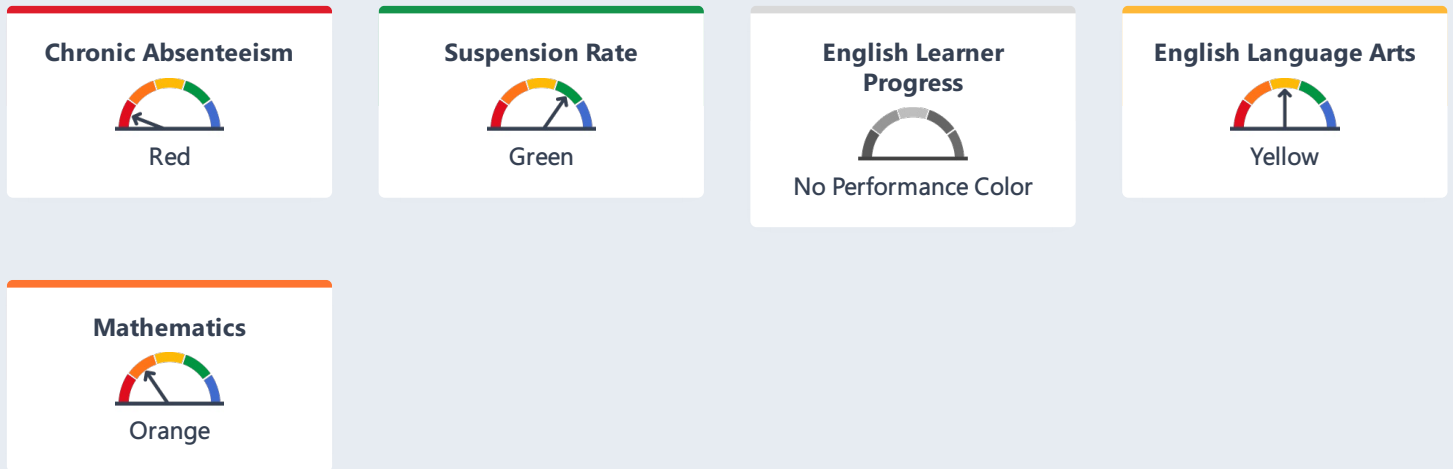 Chronic Absenteeism
Red
Suspension Rate
Green
English Learner
Progress
No Performance Color
English Language Arts
Yellow
Mathematics
Orange